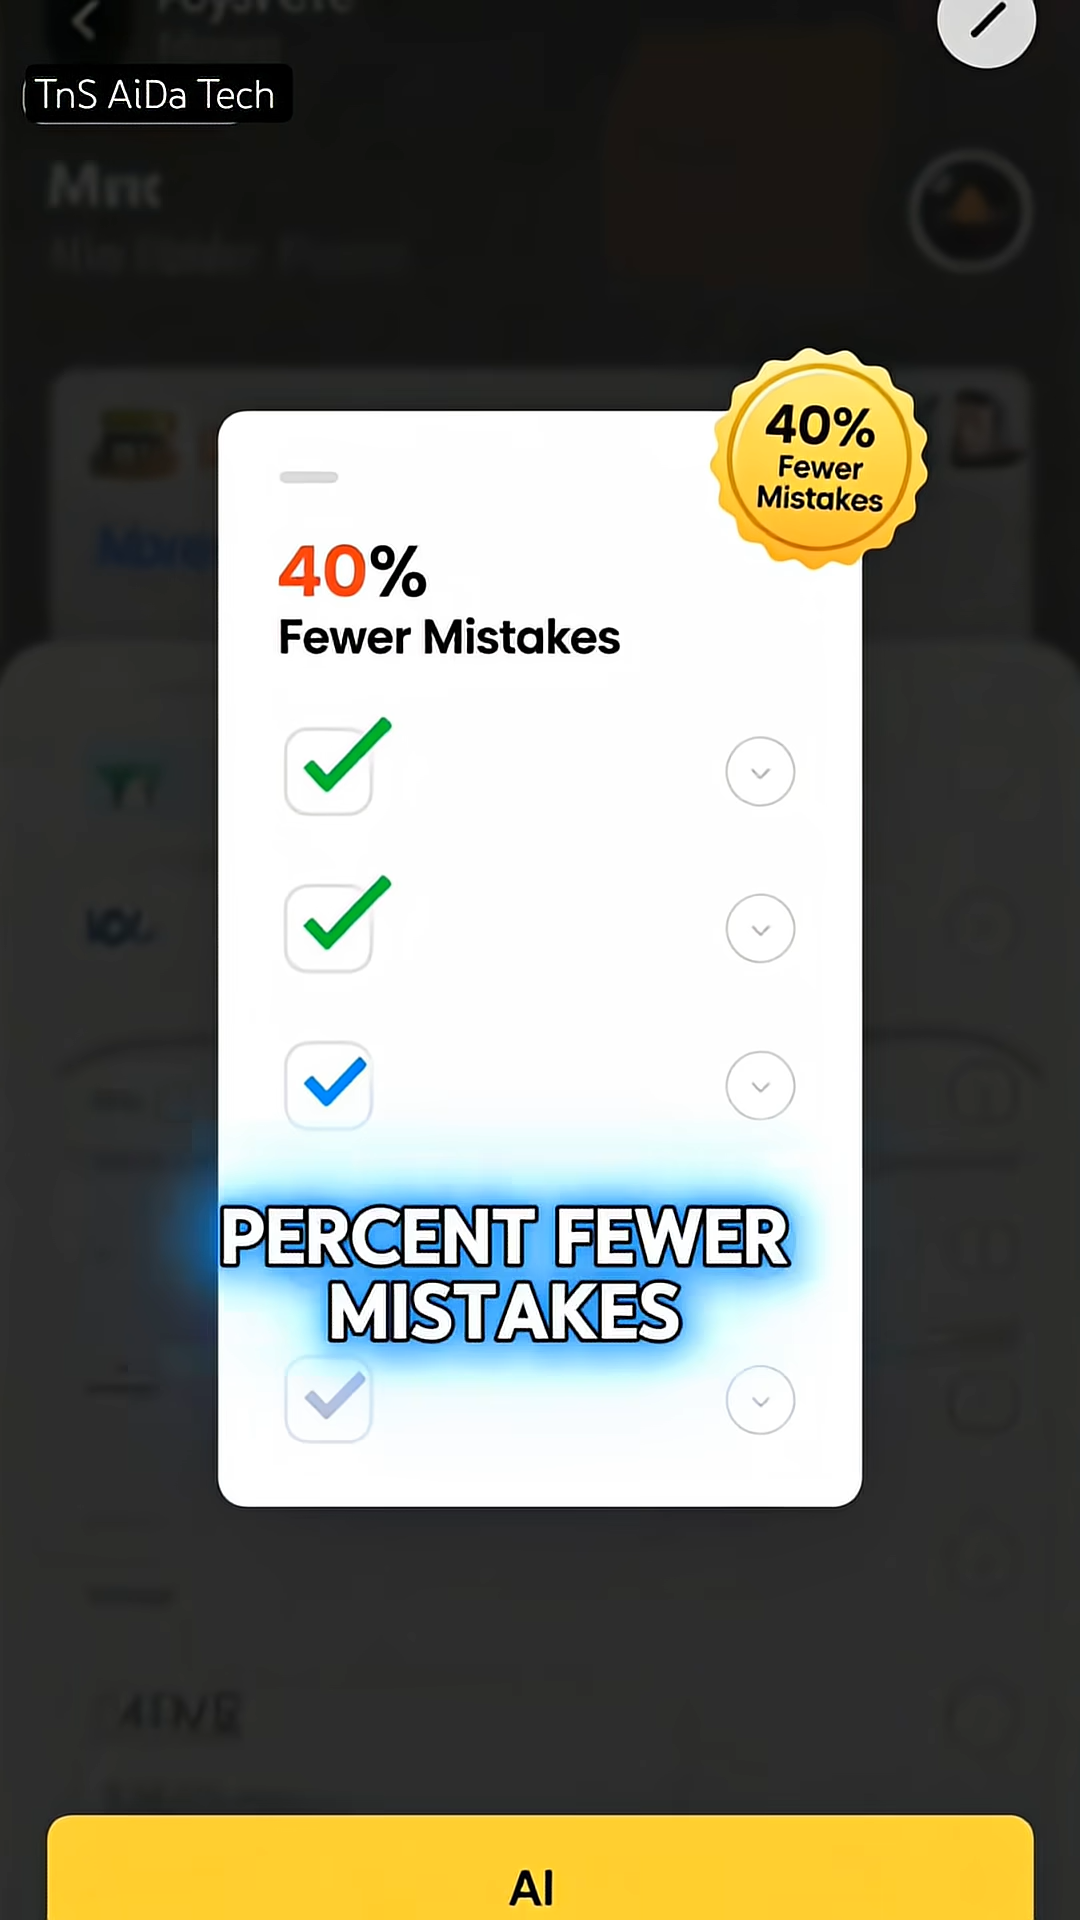 TnS AiDa Tech
40%
Fewer
Mistakes
40%
Fewer Mistakes
PERCENT FEWER
MISTAKES
AI